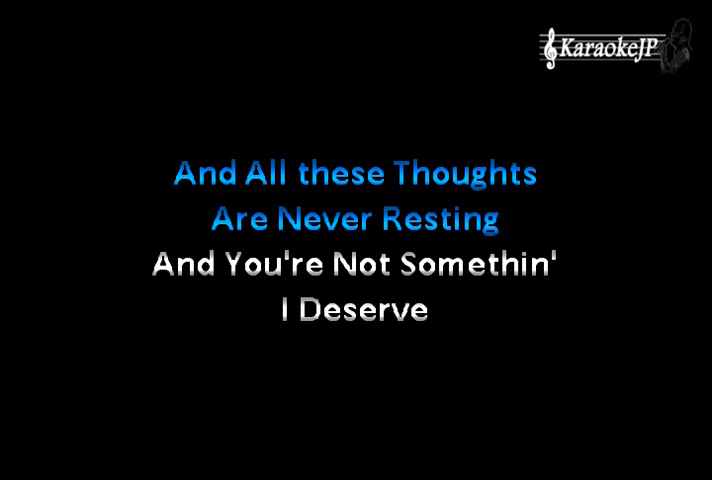 KaraokeJP
And All these Thoughts
Are Never Resting
And You're Not Somethin'
I Deserve